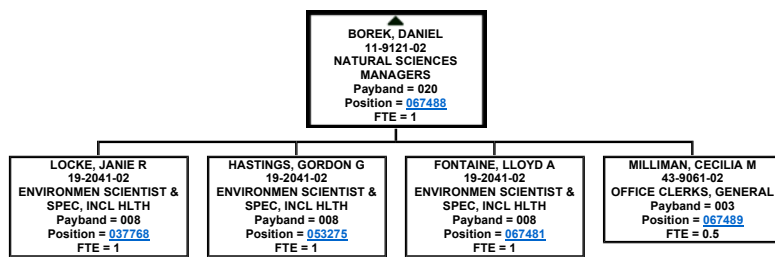 BOREK, DANIEL
11-9121-02
NATURAL SCIENCES
MANAGERS
Payband = 020
Position = 067488
FTE = 1
LOCKE, JANIE R
19-2041-02
ENVIRONMEN SCIENTIST &
SPEC, INCL HLTH
Payband = 008
Position = 037768
FTE = 1
HASTINGS, GORDON G
19-2041-02
ENVIRONMEN SCIENTIST &
SPEC, INCL HLTH
Payband = 008
Position = 053275
FTE = 1
FONTAINE, LLOYD A
19-2041-02
ENVIRONMEN SCIENTIST &
SPEC, INCL HLTH
Payband = 008
Position = 067481
FTE = 1
MILLIMAN, CECILIA M
43-9061-02
OFFICE CLERKS, GENERAL
Payband = 003
Position = 067489
FTE = 0.5